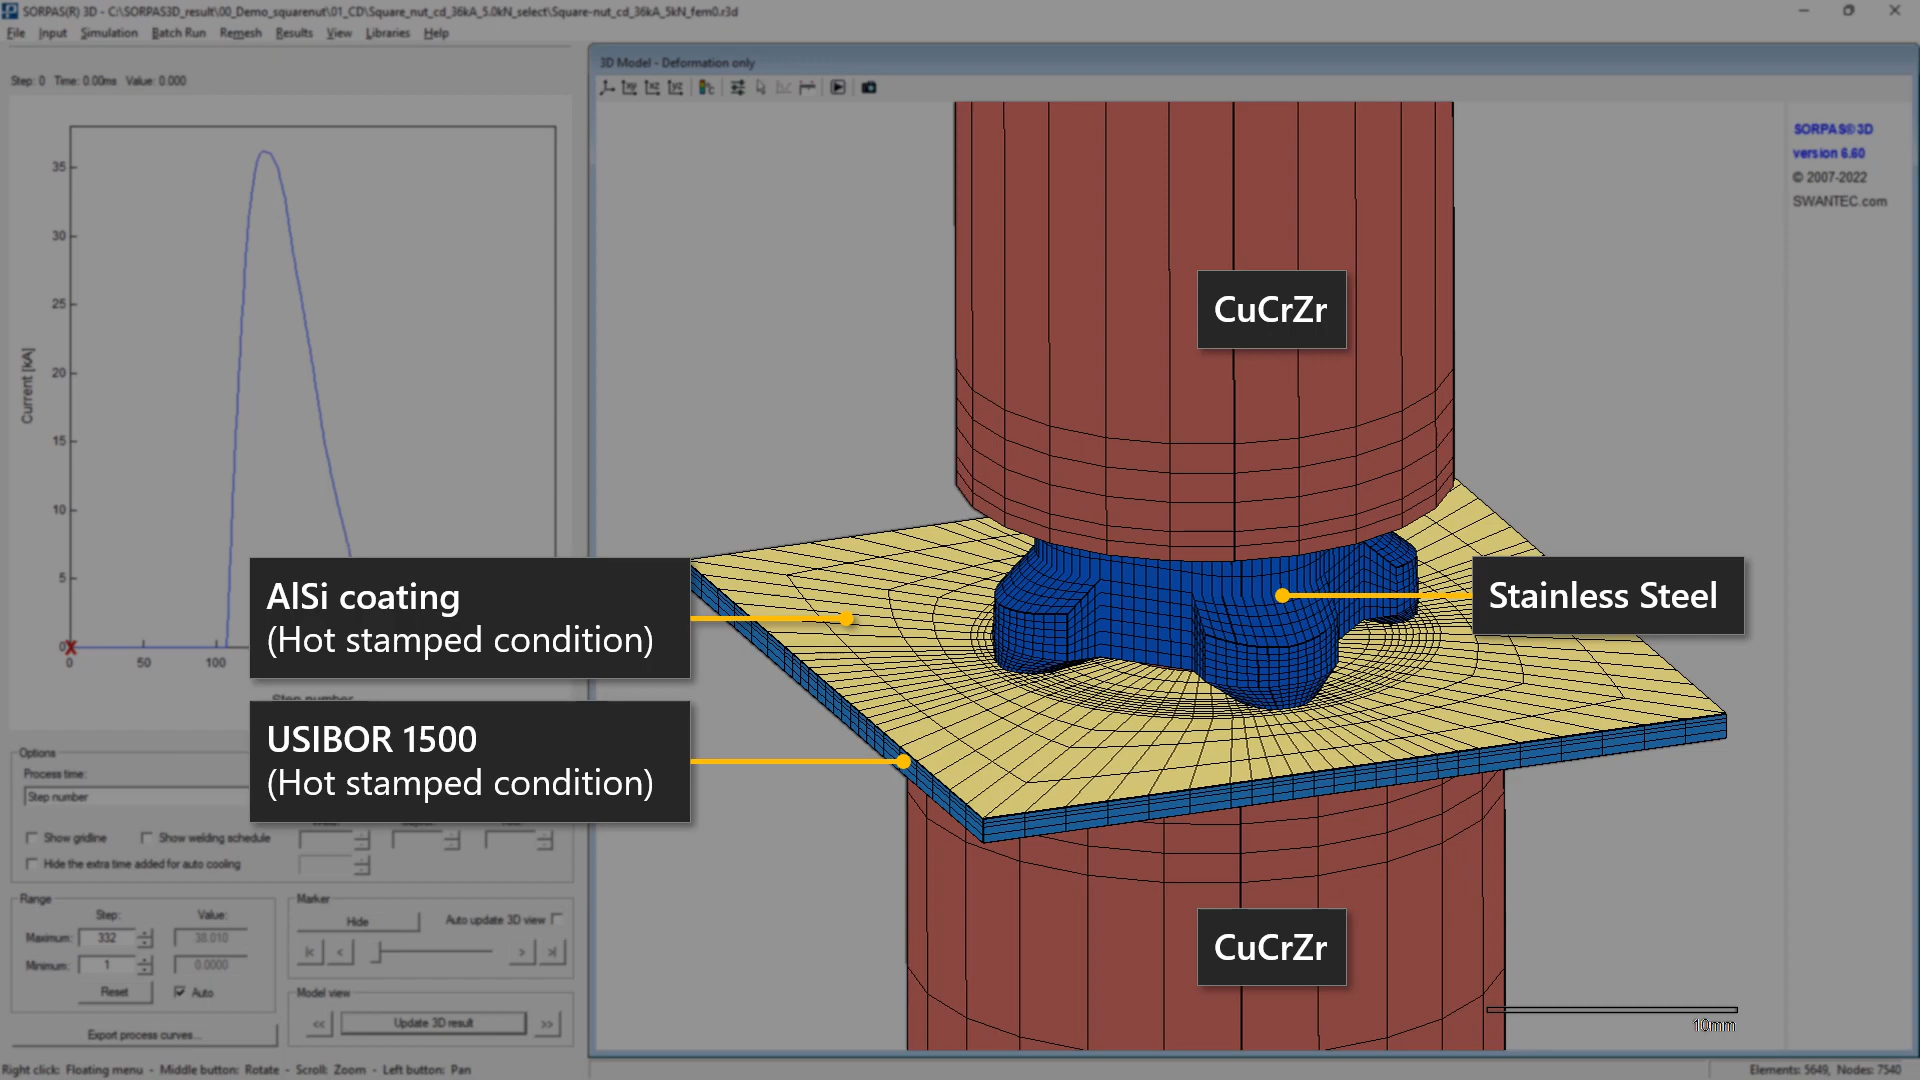 SORPAS(R) 3D - C:\SORPAS3D_result\00_Demo_squarenut\01_CD\Square_nut_cd_36kA_5.0kN_select\Square-nut_cd_36kA_5kN_fem0.r3d
File Input Simulation Batch Run Remesh Results View Libraries Help
Step: 0 Time: 0.00ms Value: 0.000
3D Model - Deformation only
SORPAS®3D
version 6.60
© 2007-2022
SWANTEC.com
35
30
25
20
15
10
5
0
Current [kA]
0 50 100
Step number
CuCrZr
AlSi coating
(Hot stamped condition)
Stainless Steel
USIBOR 1500
(Hot stamped condition)
CuCrZr
10mm
Options
Process time:
Step number
Show gridline Show welding schedule
Hide the extra time added for auto cooling
Range
Step: Value:
Maximum: 332 38.010
Minimum: 1 0.0000
Reset Auto
Export process curves...
Marker
Hide Auto update 3D view
|< < > >|
Model view
<< Update 3D result >>
Right click: Floating menu - Middle button: Rotate - Scroll: Zoom - Left button: Pan
Elements: 5649, Nodes: 7540